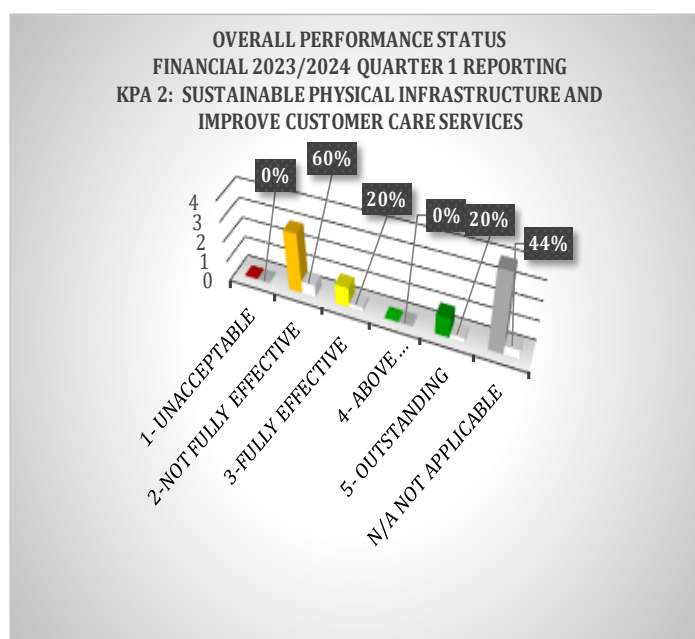 OVERALL PERFORMANCE STATUS
FINANCIAL 2023/2024 QUARTER 1 REPORTING
KPA 2: SUSTAINABLE PHYSICAL INFRASTRUCTURE AND
IMPROVE CUSTOMER CARE SERVICES
0%
60%
20%
0%
20%
44%
4
3
2
1
0
1- UNACCEPTABLE
2-NOT FULLY EFFECTIVE
3-FULLY EFFECTIVE
4- ABOVE ...
5- OUTSTANDING
N/A NOT APPLICABLE